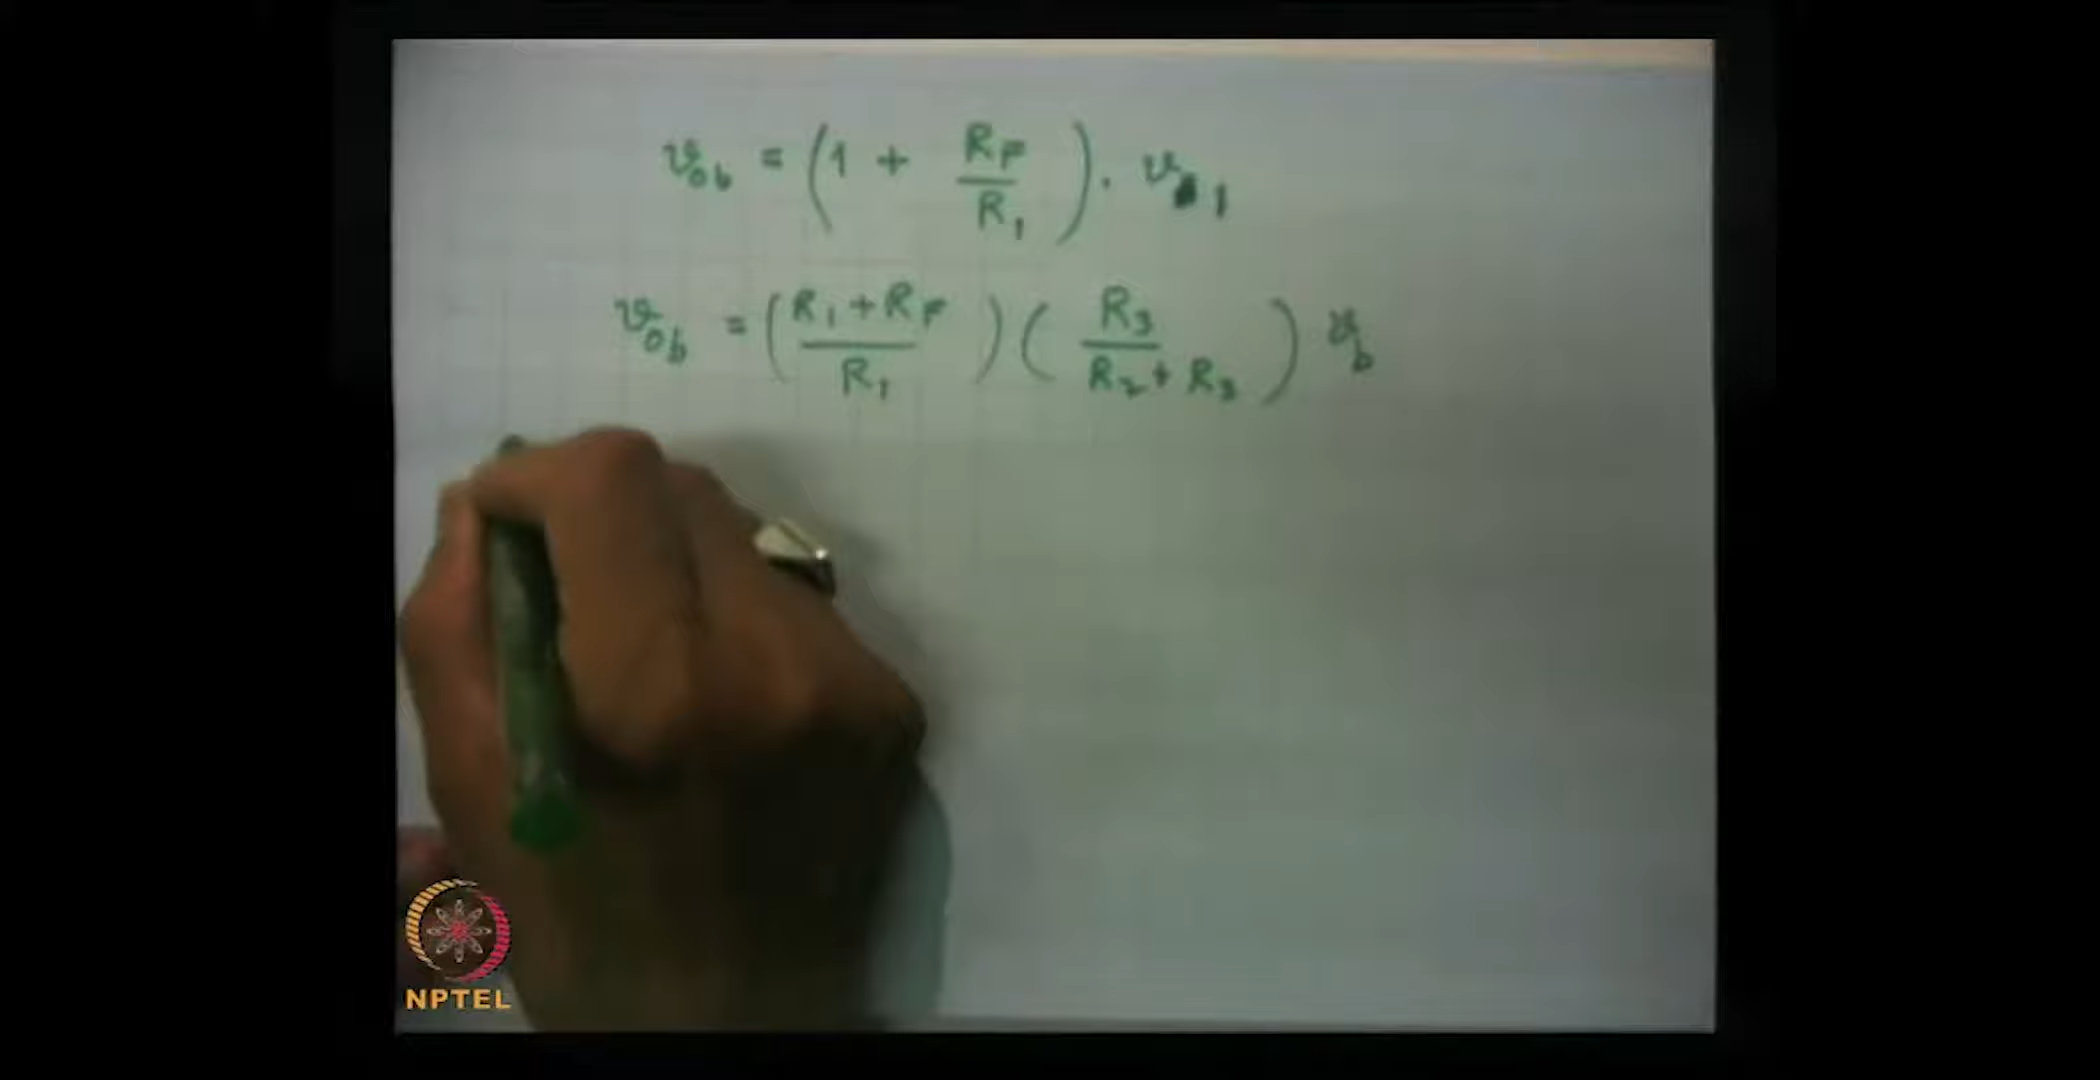 v_ob = (1 + R_F / R_1) . v_1
v_ob = (R_1 + R_F / R_1) (R_3 / R_2 + R_3) v_b
NPTEL